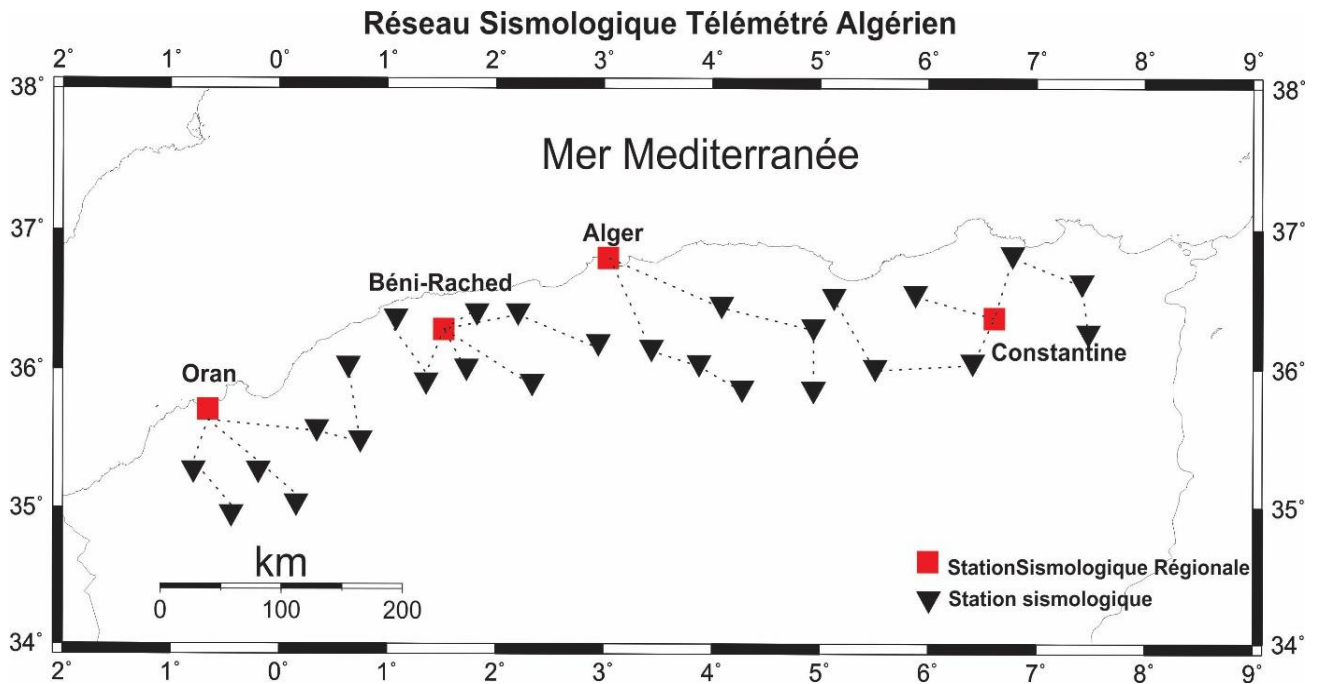 Réseau Sismologique Télémétré Algérien
2° 1° 0° 1° 2° 3° 4° 5° 6° 7° 8° 9°
38° 38°
Mer Mediterranée
37° 37°
Alger
Béni-Rached
Constantine
36° 36°
Oran
35° 35°
km
0 100 200
StationSismologique Régionale
Station sismologique
34° 34°
2° 1° 0° 1° 2° 3° 4° 5° 6° 7° 8° 9°